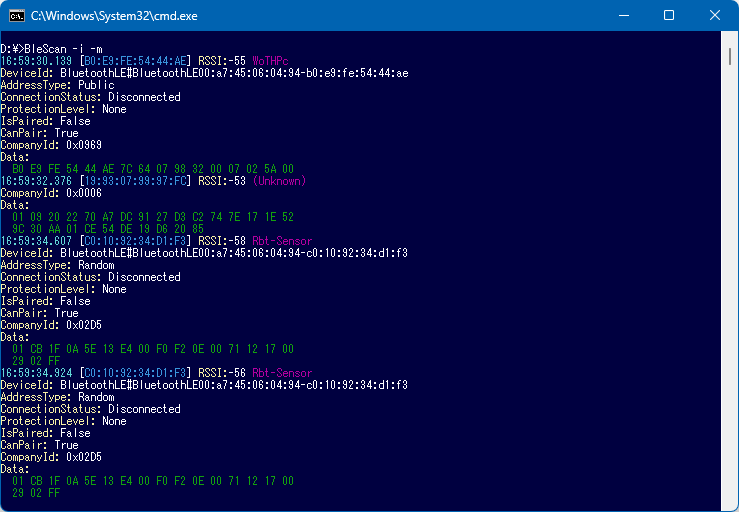 C:\Windows\System32\cmd.exe
D:¥>BleScan -i -m
16:59:30.139 [B0:E9:FE:54:44:AE] RSSI:-55 WoTHPc
DeviceId: BluetoothLE#BluetoothLE00:a7:45:06:04:94-b0:e9:fe:54:44:ae
AddressType: Public
ConnectionStatus: Disconnected
ProtectionLevel: None
IsPaired: False
CanPair: True
CompanyId: 0x0969
Data:
B0 E9 FE 54 44 AE 7C 64 07 98 32 00 07 02 5A 00
16:59:32.376 [19:93:07:99:97:FC] RSSI:-53 (Unknown)
CompanyId: 0x0006
Data:
01 09 20 22 70 A7 DC 91 27 D3 C2 74 7E 17 1E 52
9C 30 AA 01 CE 54 DE 19 D6 20 85
16:59:34.607 [C0:10:92:34:D1:F3] RSSI:-58 Rbt-Sensor
DeviceId: BluetoothLE#BluetoothLE00:a7:45:06:04:94-c0:10:92:34:d1:f3
AddressType: Random
ConnectionStatus: Disconnected
ProtectionLevel: None
IsPaired: False
CanPair: True
CompanyId: 0x02D5
Data:
01 CB 1F 0A 5E 13 E4 00 F0 F2 0E 00 71 12 17 00
29 02 FF
16:59:34.924 [C0:10:92:34:D1:F3] RSSI:-56 Rbt-Sensor
DeviceId: BluetoothLE#BluetoothLE00:a7:45:06:04:94-c0:10:92:34:d1:f3
AddressType: Random
ConnectionStatus: Disconnected
ProtectionLevel: None
IsPaired: False
CanPair: True
CompanyId: 0x02D5
Data:
01 CB 1F 0A 5E 13 E4 00 F0 F2 0E 00 71 12 17 00
29 02 FF